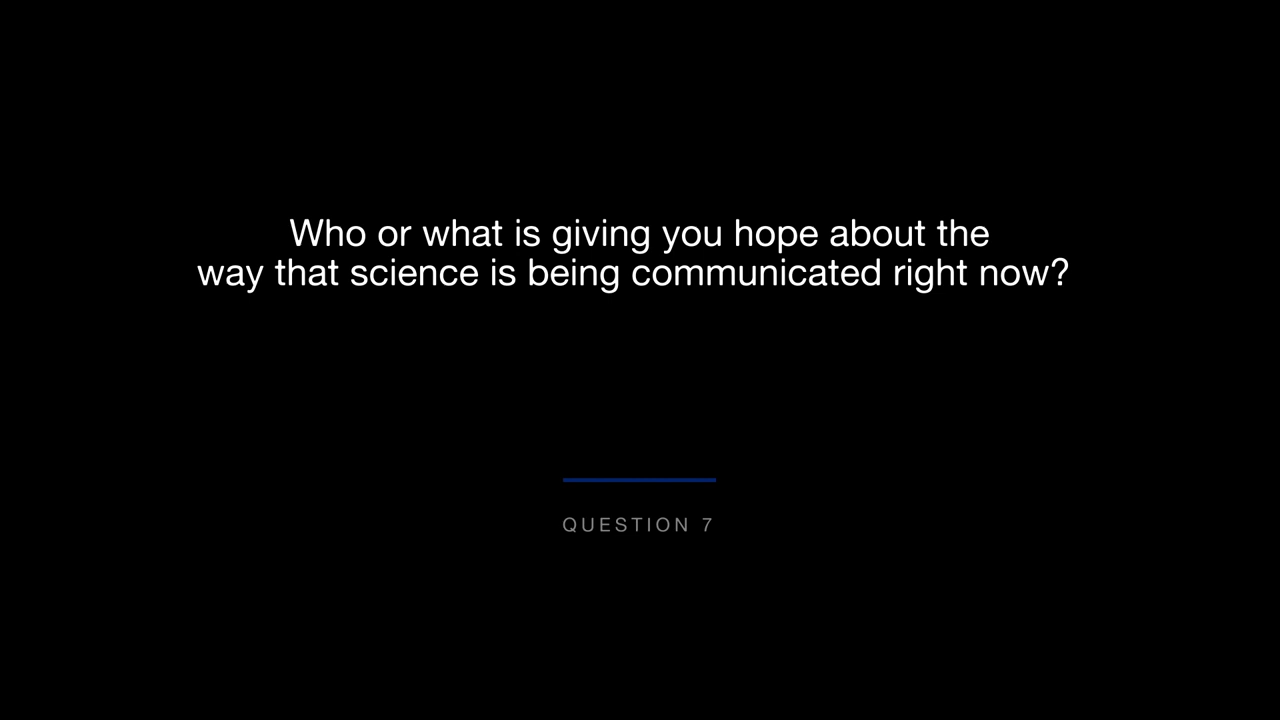 Who or what is giving you hope about the
way that science is being communicated right now?
QUESTION 7